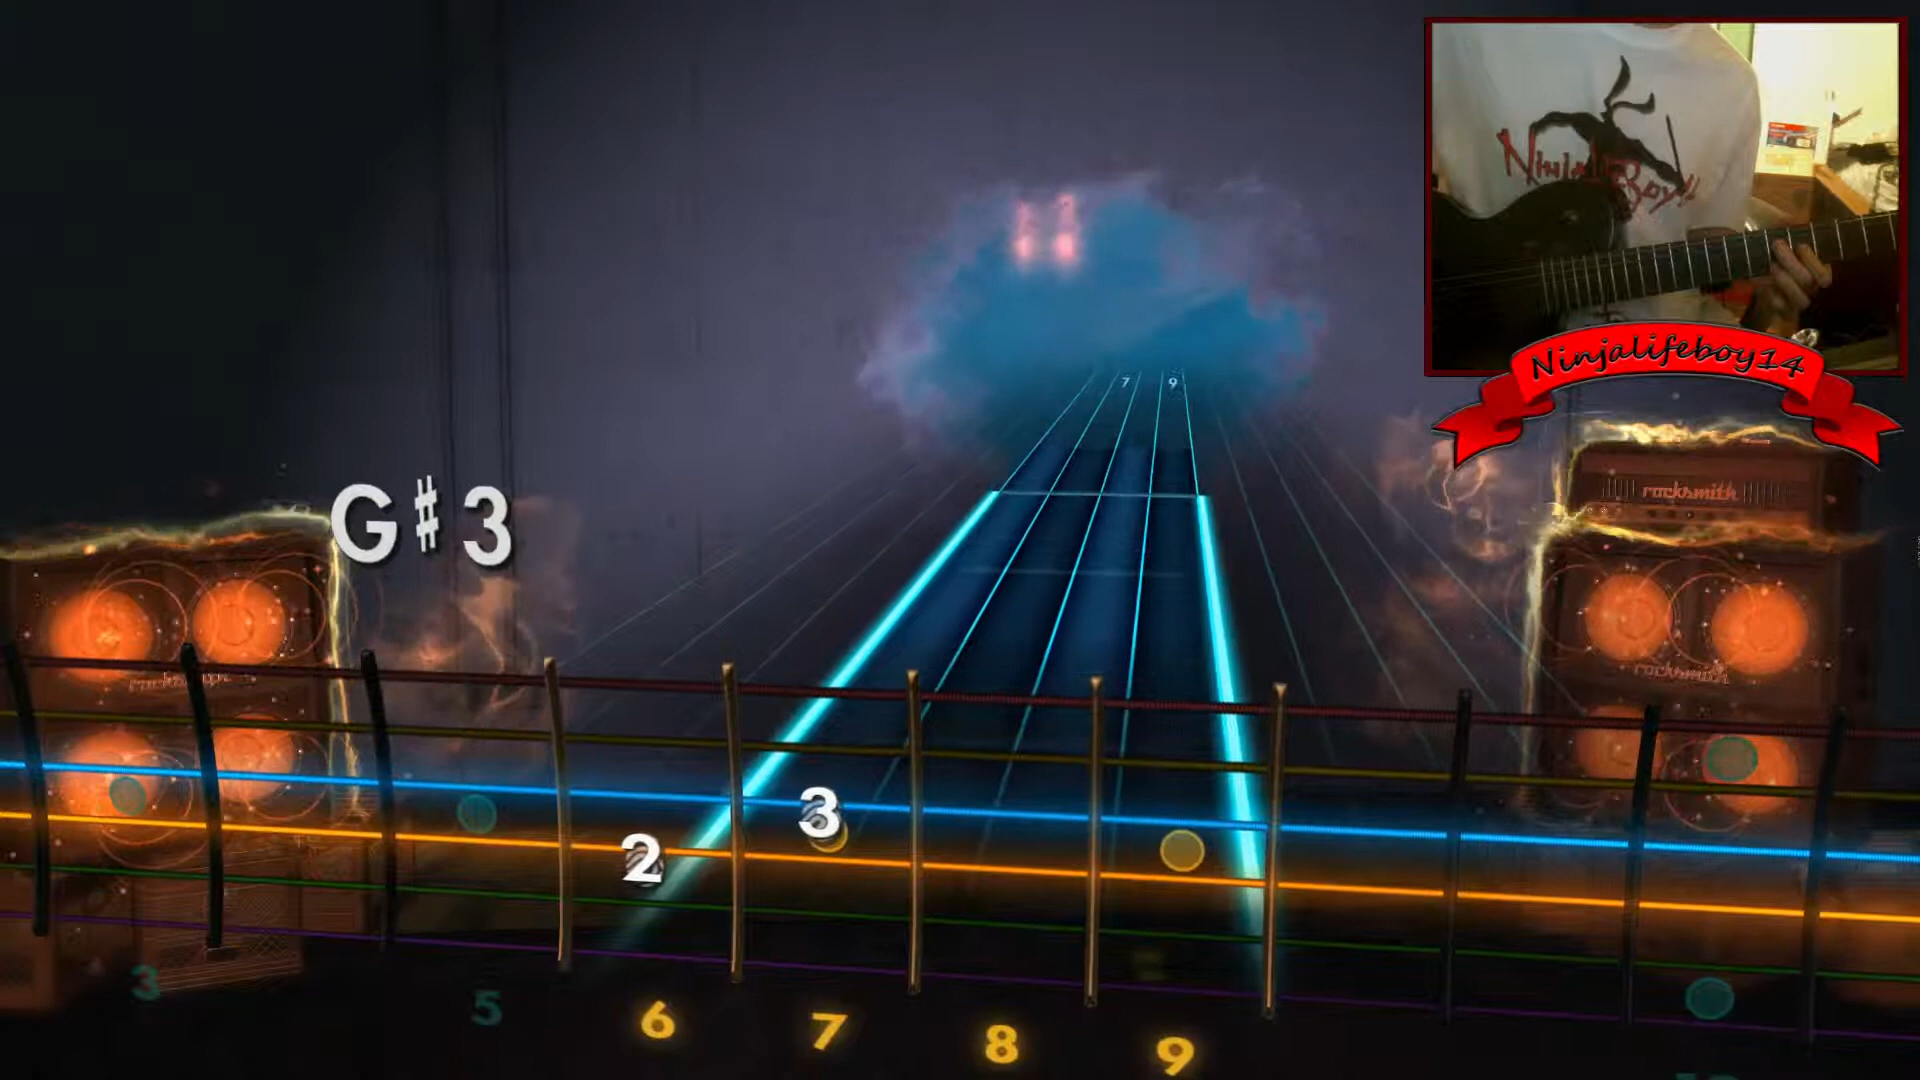 7 9
Ninjalifeboy14
rocksmith
G# 3
rocksmith
3
2
3 5 6 7 8 9